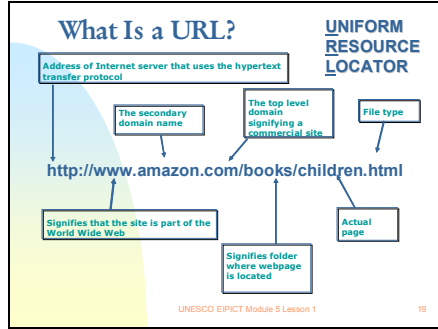 What Is a URL?
UNIFORM
RESOURCE
LOCATOR
Address of Internet server that uses the hypertext
transfer protocol
The secondary
domain name
The top level
domain
signifying a
commercial site
File type
http://www.amazon.com/books/children.html
Signifies that the site is part of the
World Wide Web
Signifies folder
where webpage
is located
Actual
page
UNESCO EIPICT Module 5 Lesson 1
19